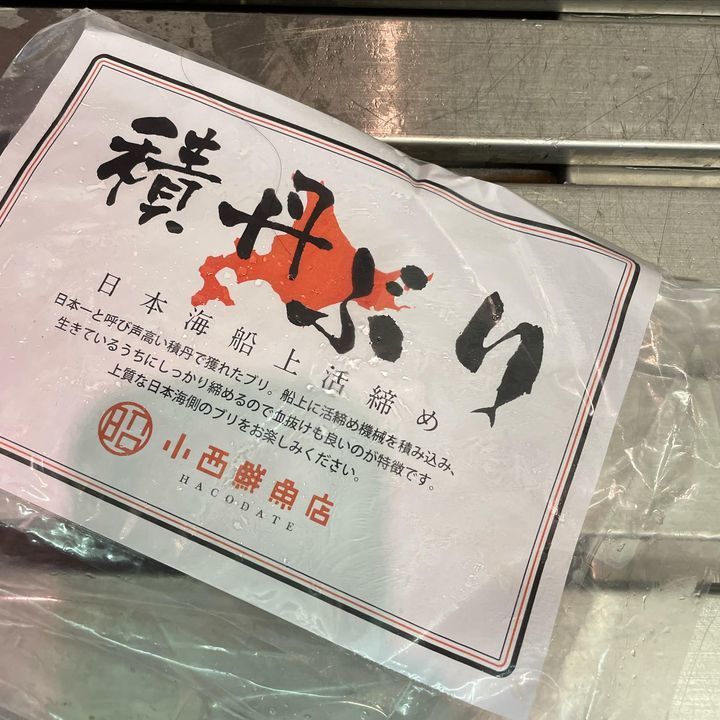 積丹ぶり
日本海船上活締め
日本一と呼び声高い積丹で獲れたブリ。船上に活締め機械を積み込み、
生きているうちにしっかり締めるので血抜けも良いのが特徴です。
上質な日本海側のブリをお楽しみください。
昭 小西鮮魚店
HACODATE